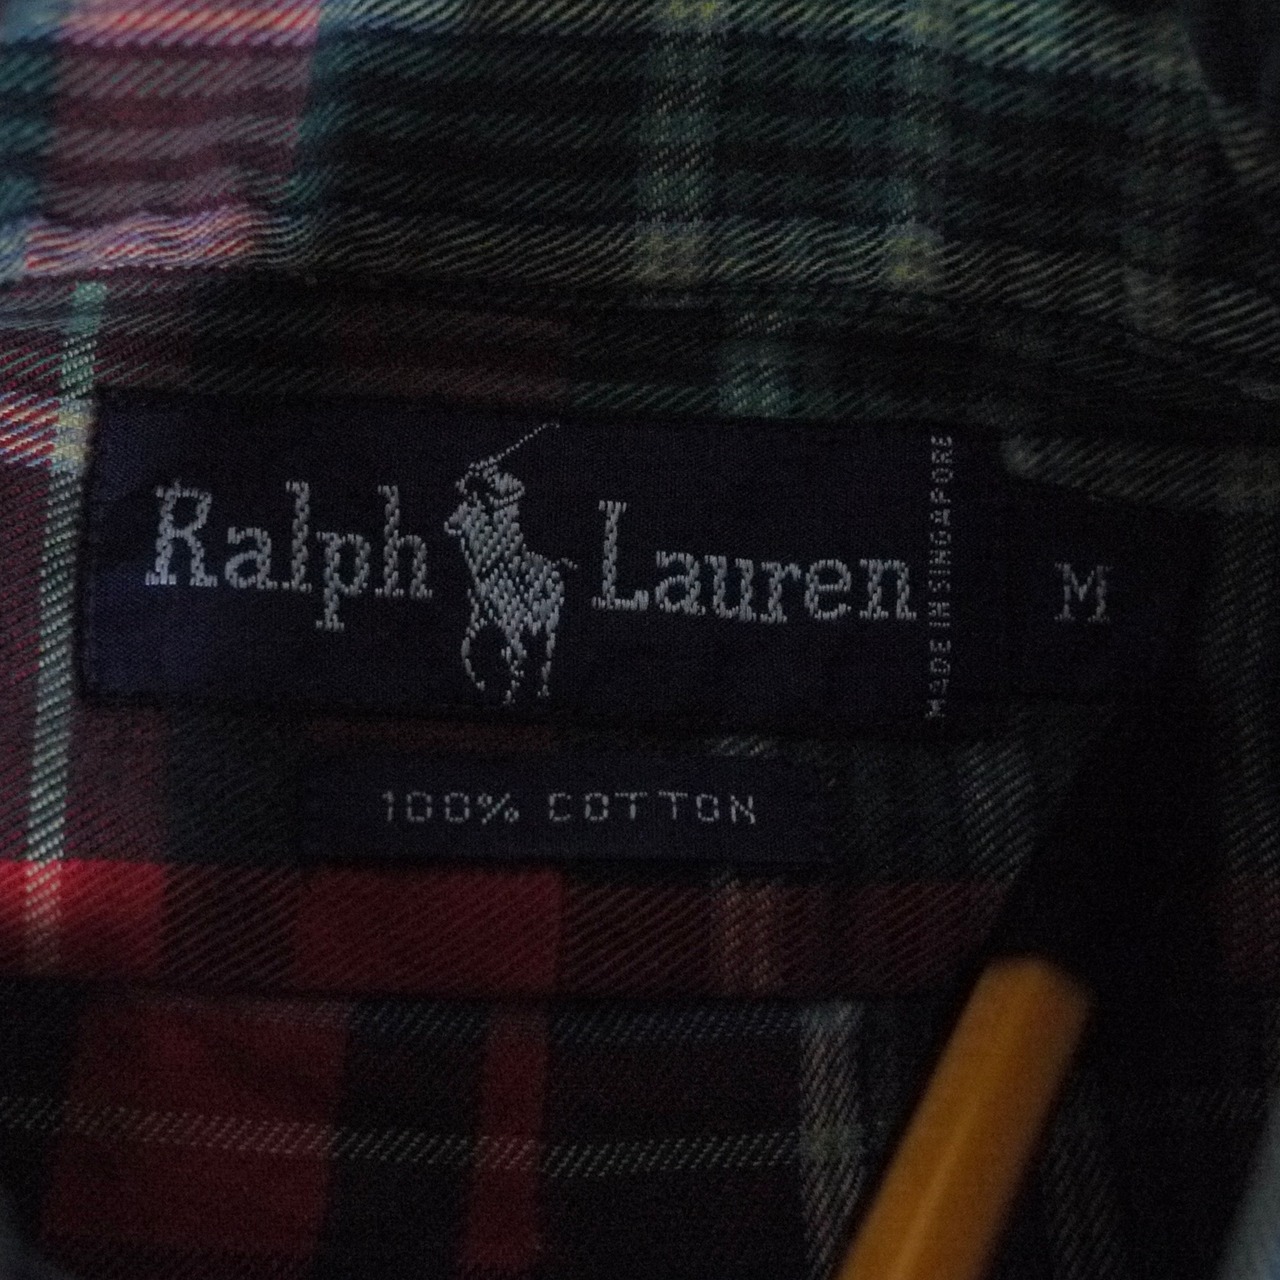 Ralph Lauren
MADE IN SINGAPORE
M
100% COTTON